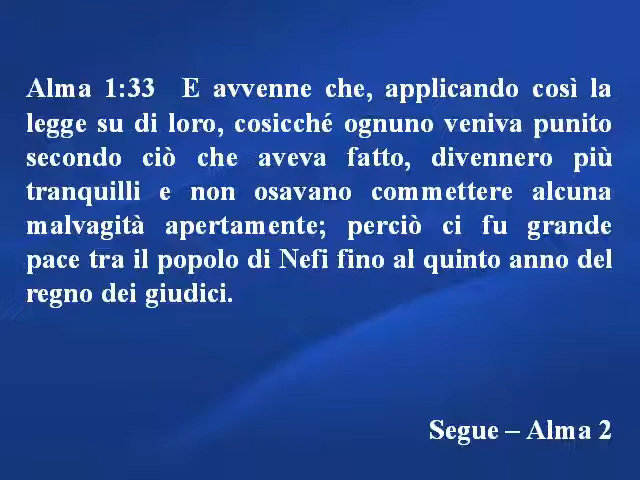 Alma 1:33 E avvenne che, applicando così la
legge su di loro, cosicché ognuno veniva punito
secondo ciò che aveva fatto, divennero più
tranquilli e non osavano commettere alcuna
malvagità apertamente; perciò ci fu grande
pace tra il popolo di Nefi fino al quinto anno del
regno dei giudici.
Segue – Alma 2